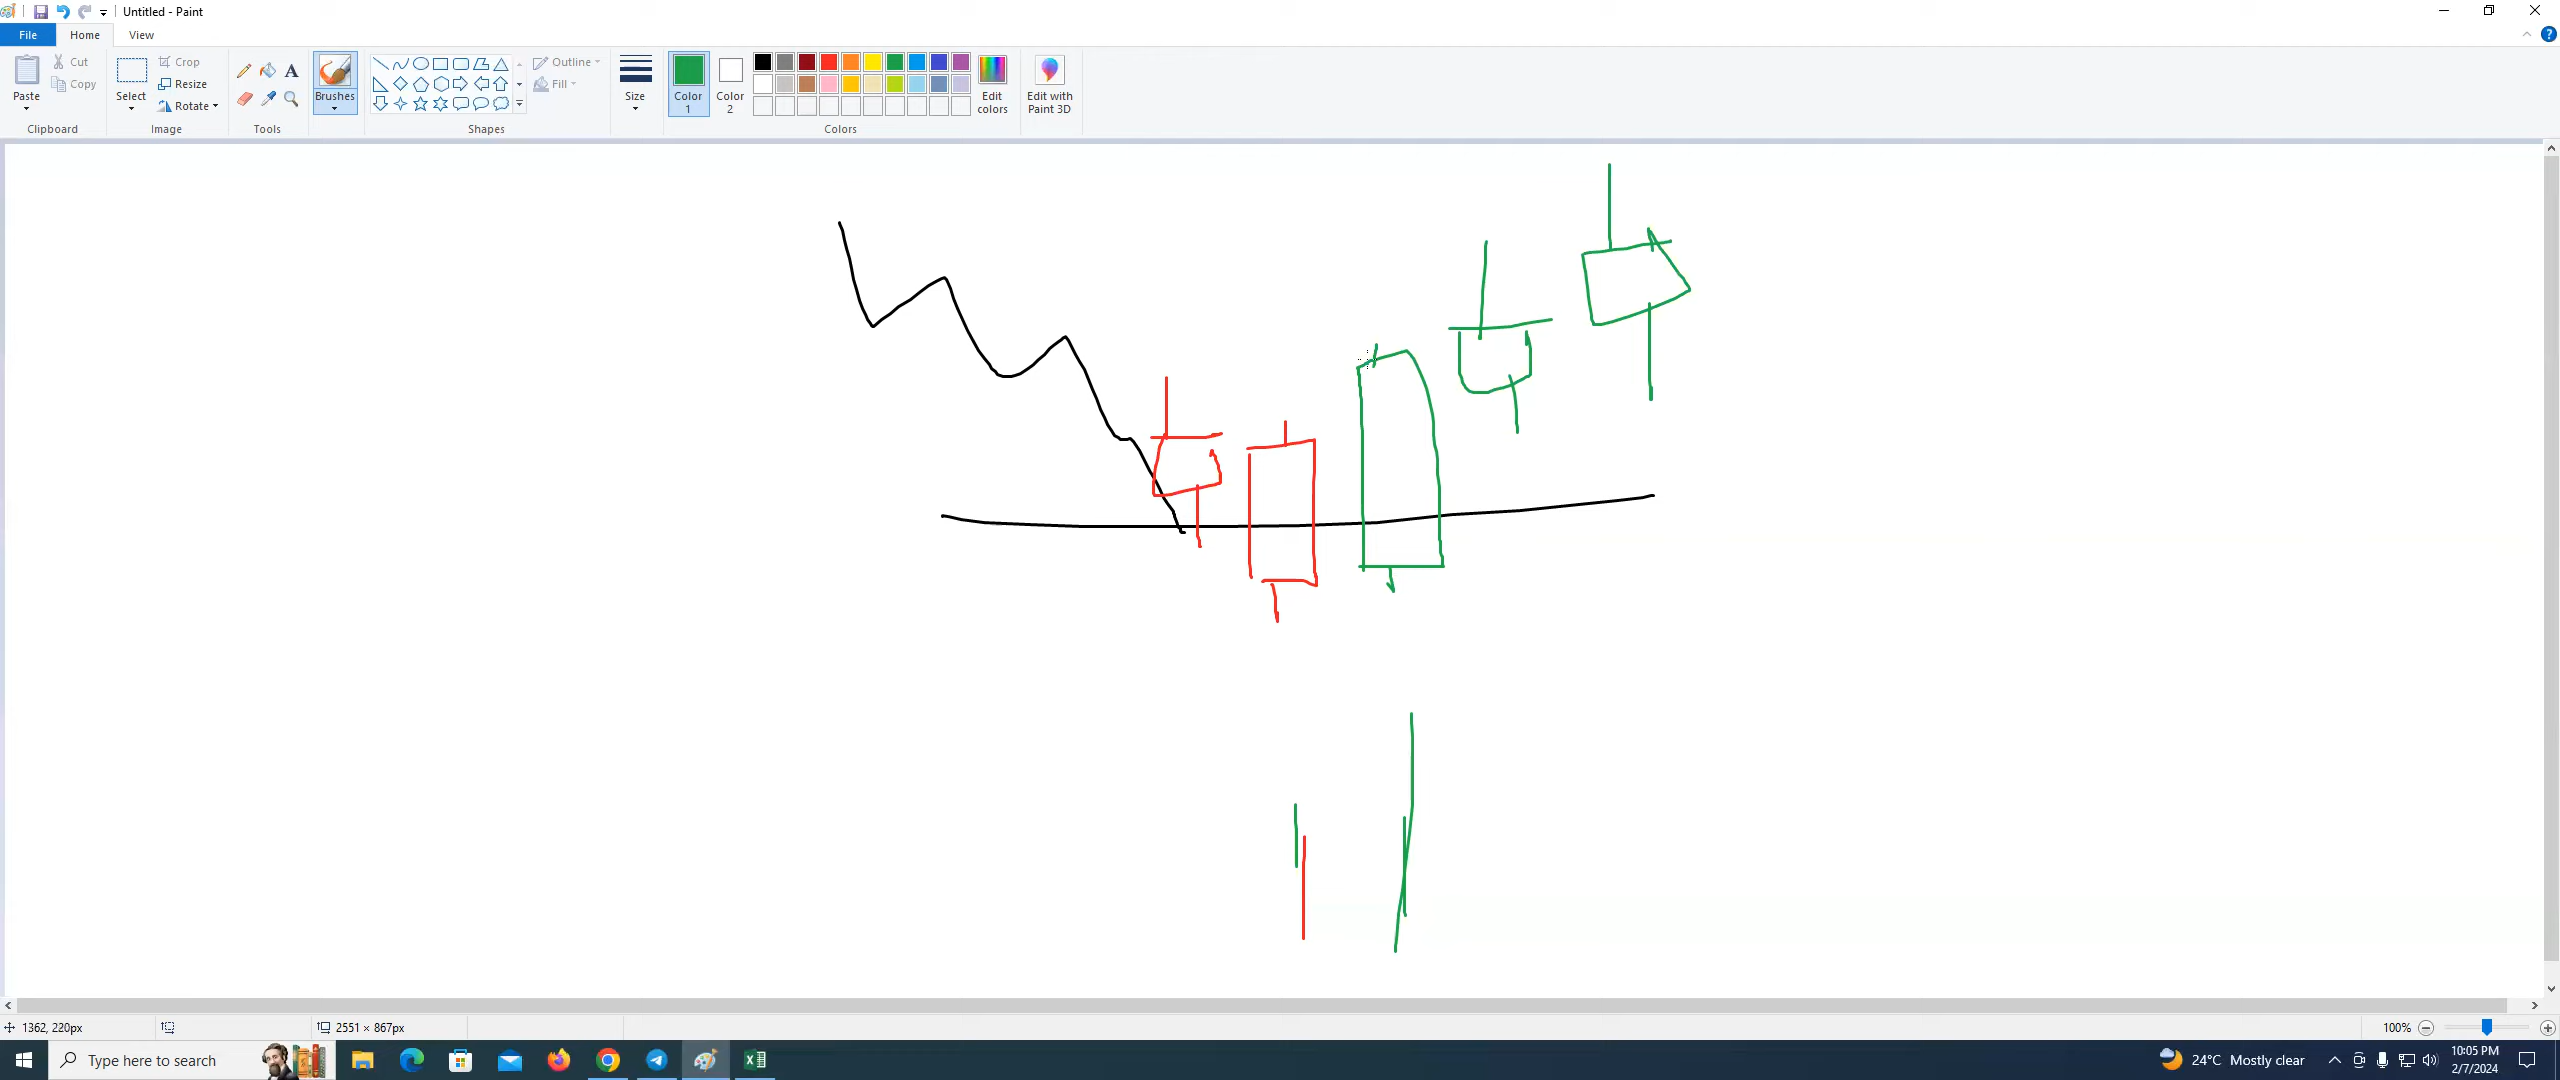 Untitled - Paint
File Home View
Paste Cut Copy Clipboard
Select Crop Resize Rotate Image
A Tools
Brushes
Outline Fill Shapes
Size
Color 1 Color 2 Edit colors Colors
Edit with Paint 3D
1362, 220px 2551 × 867px 100%
Type here to search 24°C Mostly clear 10:05 PM
2/7/2024